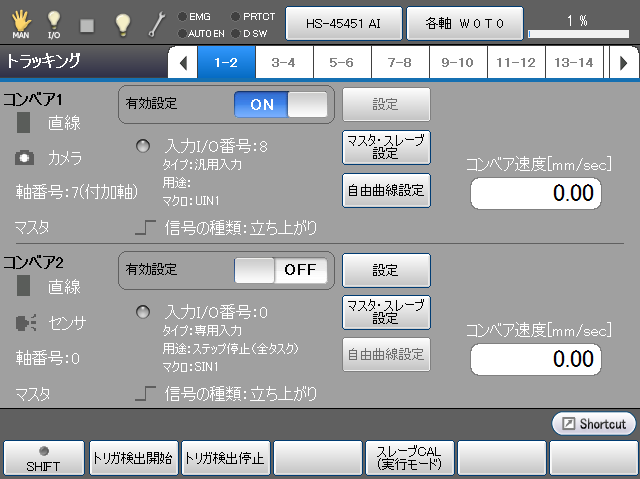 MAN
I/O
EMG
PRTCT
AUTO EN
D SW
HS-45451 AI
各軸 W0T0
1 %
トラッキング
1-2
3-4
5-6
7-8
9-10
11-12
13-14
コンベア1
有効設定
ON
設定
直線
カメラ
軸番号:7(付加軸)
マスタ
入力I/O番号:8
タイプ:汎用入力
用途:
マクロ:UIN1
信号の種類:立ち上がり
マスタ・スレーブ
設定
自由曲線設定
コンベア速度[mm/sec]
0.00
コンベア2
有効設定
OFF
設定
直線
センサ
軸番号:0
マスタ
入力I/O番号:0
タイプ:専用入力
用途:ステップ停止(全タスク)
マクロ:SIN1
信号の種類:立ち上がり
マスタ・スレーブ
設定
自由曲線設定
コンベア速度[mm/sec]
0.00
Shortcut
SHIFT
トリガ検出開始
トリガ検出停止
スレーブCAL
(実行モード)